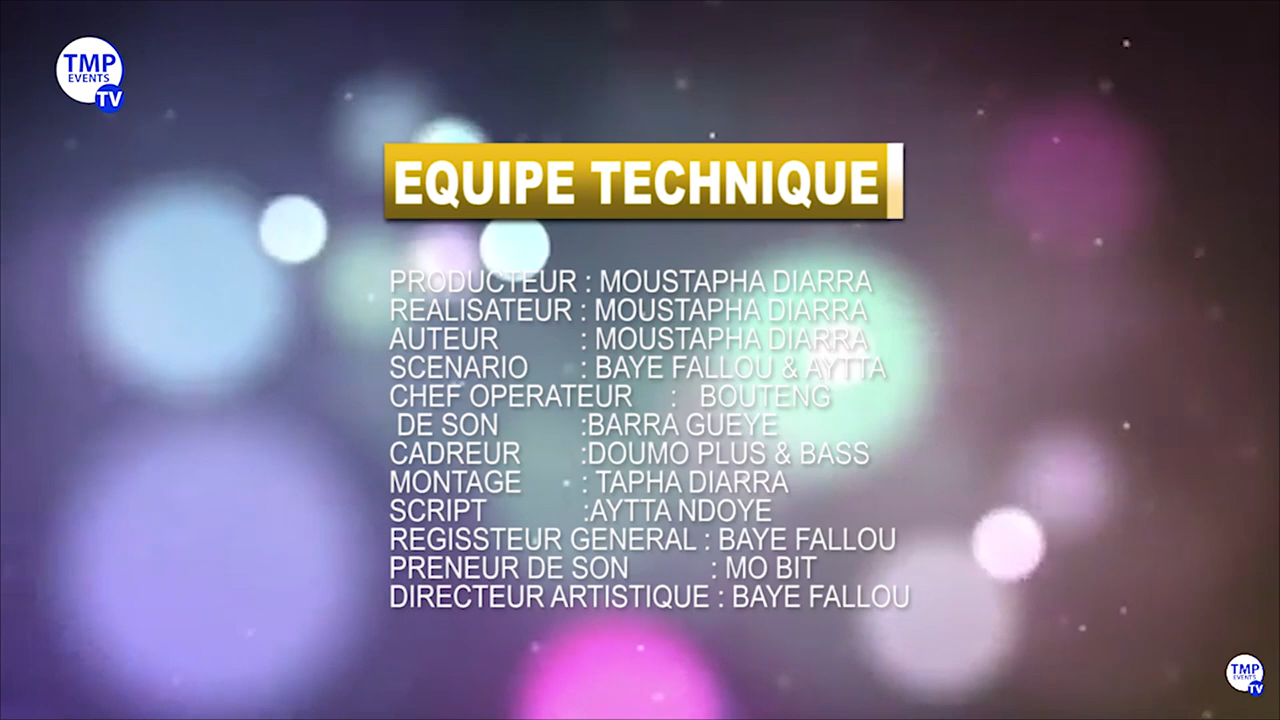 TMP
EVENTS
TV
EQUIPE TECHNIQUE
PRODUCTEUR : MOUSTAPHA DIARRA
REALISATEUR : MOUSTAPHA DIARRA
AUTEUR : MOUSTAPHA DIARRA
SCENARIO : BAYE FALLOU & AYTTA
CHEF OPERATEUR : BOUTENG
DE SON :BARRA GUEYE
CADREUR :DOUMO PLUS & BASS
MONTAGE : TAPHA DIARRA
SCRIPT :AYTTA NDOYE
REGISSTEUR GENERAL : BAYE FALLOU
PRENEUR DE SON : MO BIT
DIRECTEUR ARTISTIQUE : BAYE FALLOU
TMP
EVENTS
TV